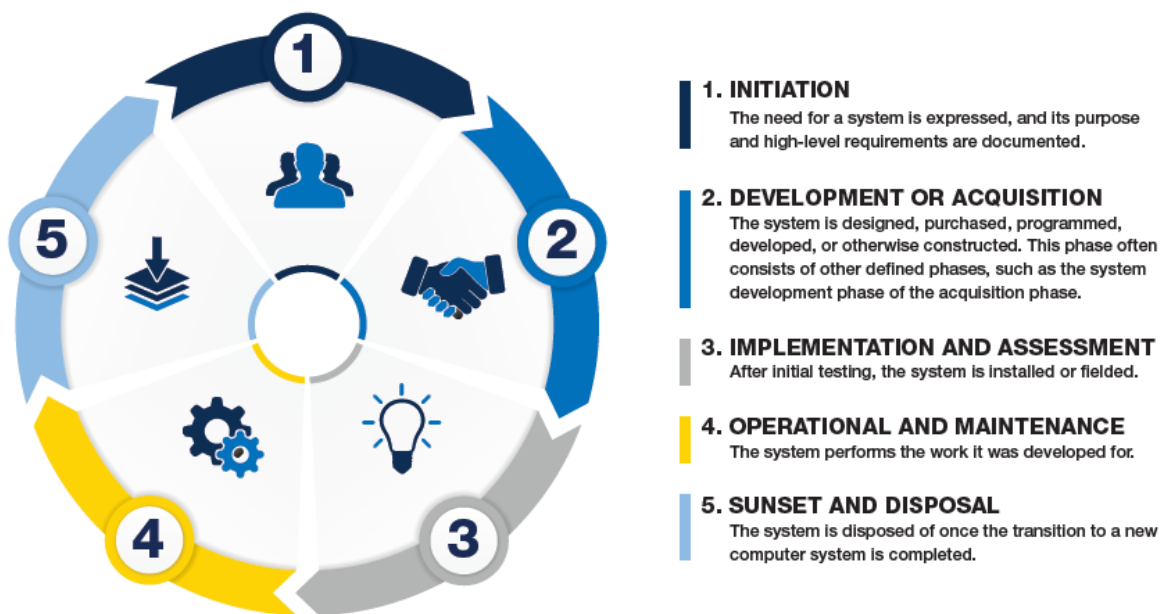 1
2
3
4
5
1. INITIATION
The need for a system is expressed, and its purpose
and high-level requirements are documented.
2. DEVELOPMENT OR ACQUISITION
The system is designed, purchased, programmed,
developed, or otherwise constructed. This phase often
consists of other defined phases, such as the system
development phase of the acquisition phase.
3. IMPLEMENTATION AND ASSESSMENT
After initial testing, the system is installed or fielded.
4. OPERATIONAL AND MAINTENANCE
The system performs the work it was developed for.
5. SUNSET AND DISPOSAL
The system is disposed of once the transition to a new
computer system is completed.